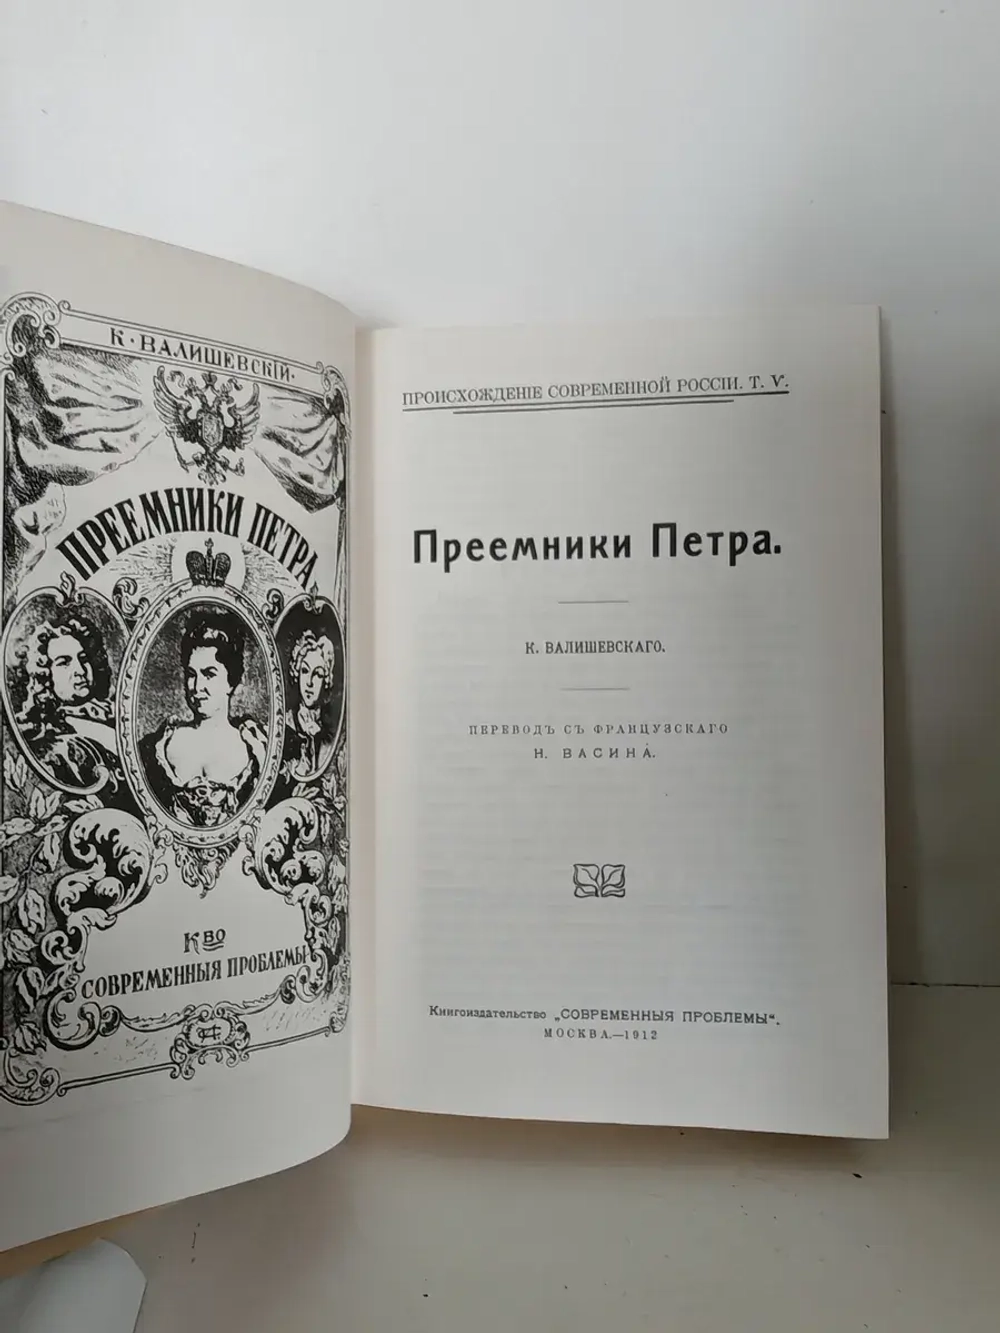 К. ВАЛИШЕВСКІЙ.
ПРЕЕМНИКИ ПЕТРА
К ВО
СОВРЕМЕННЫЯ ПРОБЛЕМЫ
ПРОИСХОЖДЕНІЕ СОВРЕМЕННОЙ РОССІИ. Т. V.
Преемники Петра.
К. ВАЛИШЕВСКАГО.
ПЕРЕВОДЪ СЪ ФРАНЦУЗСКАГО
Н. ВАСИНА.
Книгоиздательство „СОВРЕМЕННЫЯ ПРОБЛЕМЫ“.
МОСКВА.—1912